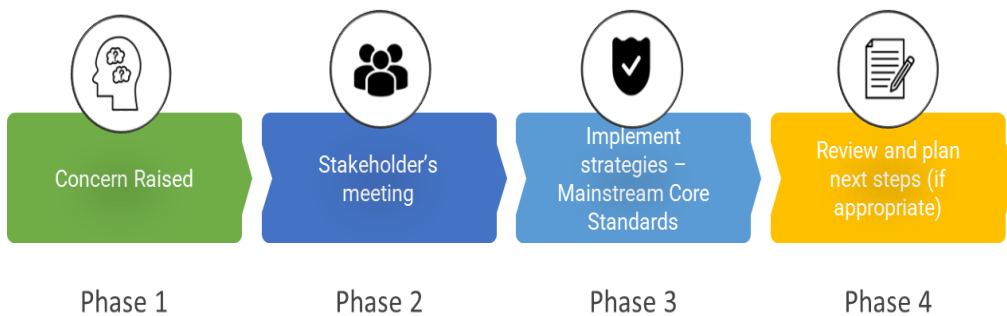 Concern Raised
Stakeholder’s
meeting
Implement
strategies –
Mainstream Core
Standards
Review and plan
next steps (if
appropriate)
Phase 1
Phase 2
Phase 3
Phase 4